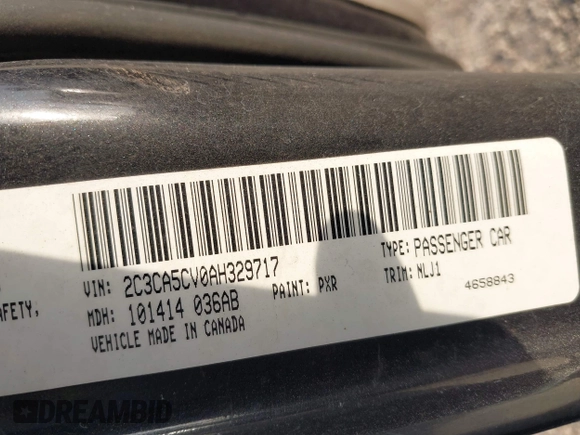 VIN: 2C3CA5CV0AH329717
TYPE: PASSENGER CAR
AFETY,
MDH: 101414 036AB
PAINT: PXR
TRIM: NLJ1
VEHICLE MADE IN CANADA
4658843
DREAMBID